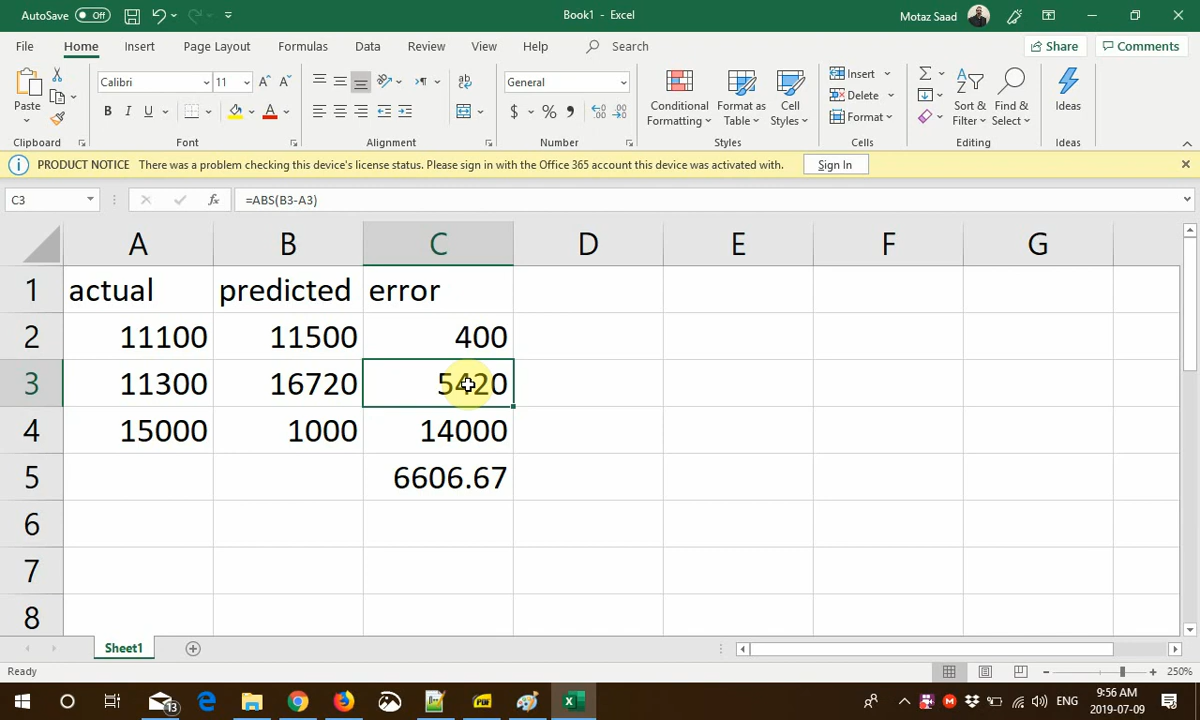 AutoSave Off Book1 - Excel Motaz Saad
File Home Insert Page Layout Formulas Data Review View Help Search Share Comments
Calibri 11 General Insert
Paste Conditional Format as Cell Delete Sort & Find & Ideas
B I U $ % Formatting Table Styles Format Filter Select
Clipboard Font Alignment Number Styles Cells Editing Ideas
PRODUCT NOTICE There was a problem checking this device's license status. Please sign in with the Office 365 account this device was activated with. Sign In
C3 fx =ABS(B3-A3)
A B C D E F G
1 actual predicted error
2 11100 11500 400
3 11300 16720 5420
4 15000 1000 14000
5 6606.67
6
7
8
Sheet1
Ready 250%
13 PDF ENG 9:56 AM
2019-07-09